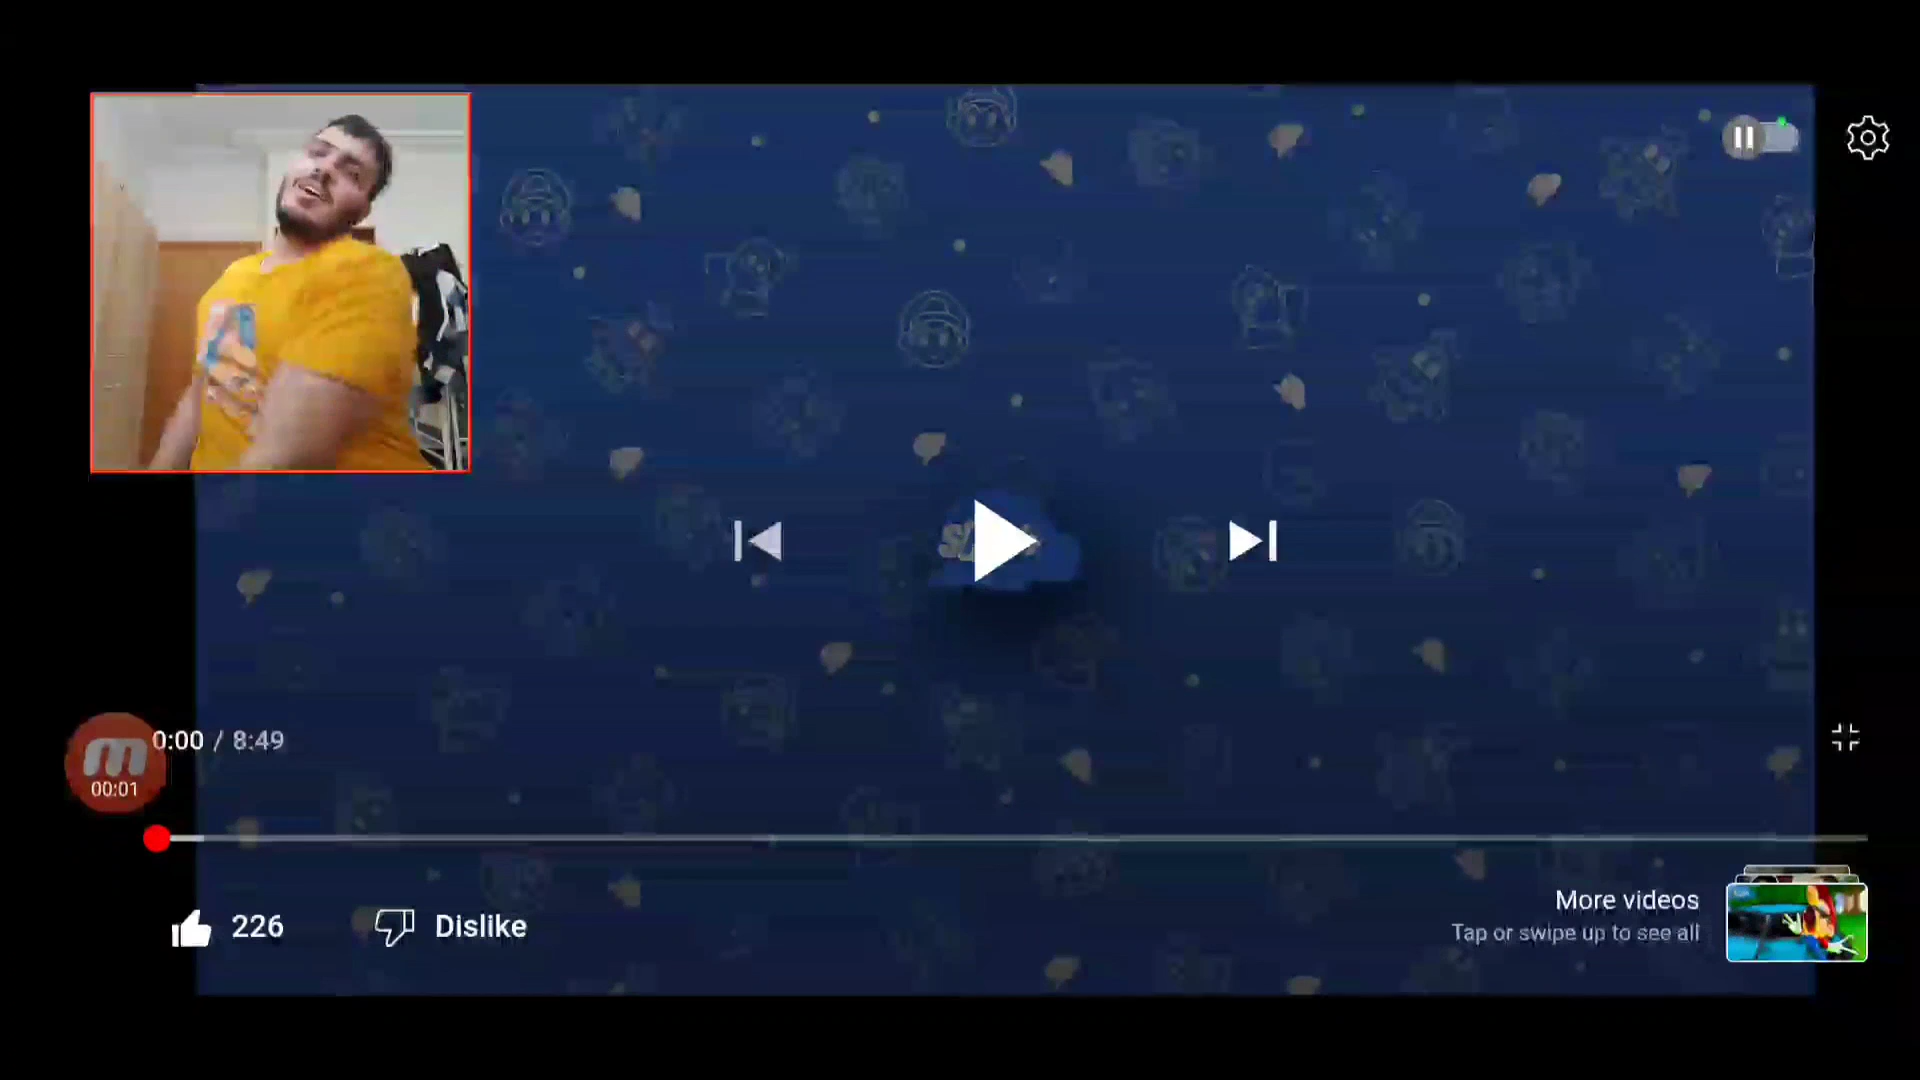 0:00 / 8:49
m
00:01
226
Dislike
More videos
Tap or swipe up to see all